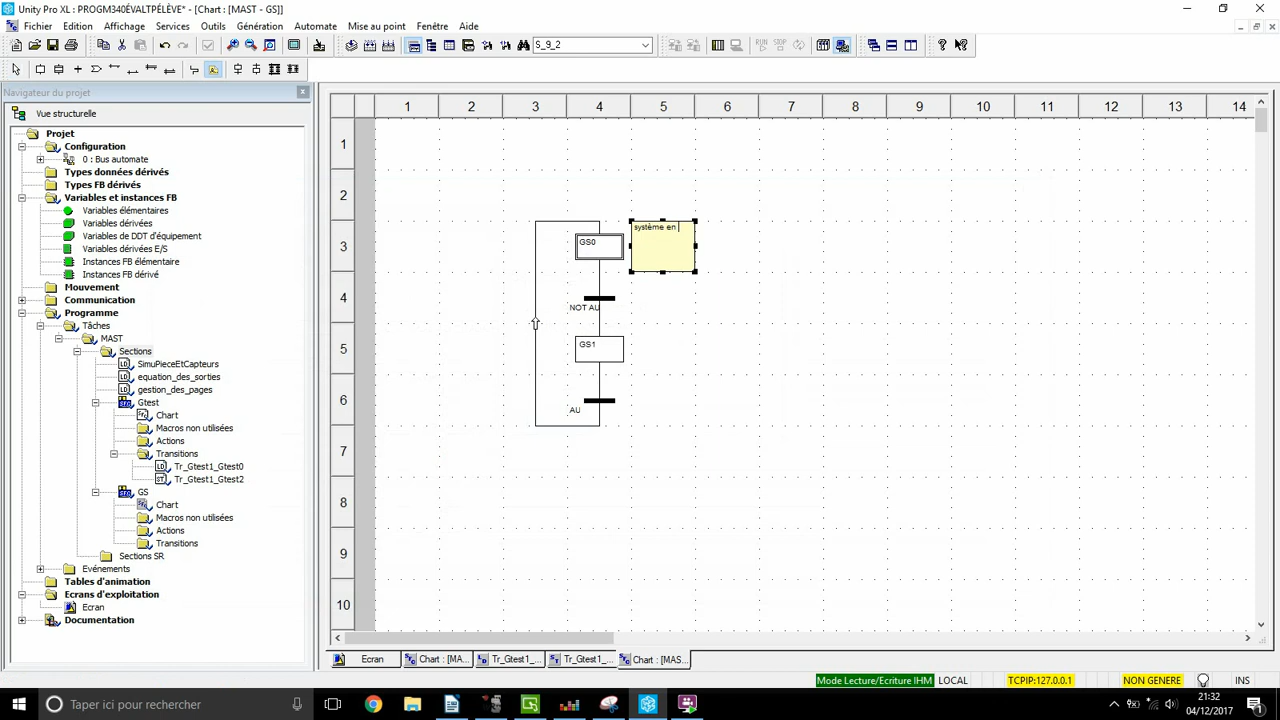 Unity Pro XL : PROGM340ÉVALTPÉLÈVE* - [Chart : [MAST - GS]]
Fichier Edition Affichage Services Outils Génération Automate Mise au point Fenêtre Aide
S_9_2
RUN STOP
Navigateur du projet
Vue structurelle
Projet
Configuration
0 : Bus automate
Types données dérivés
Types FB dérivés
Variables et instances FB
Variables élémentaires
Variables dérivées
Variables de DDT d'équipement
Variables dérivées E/S
Instances FB élémentaire
Instances FB dérivé
Mouvement
Communication
Programme
Tâches
MAST
Sections
SimuPieceEtCapteurs
equation_des_sorties
gestion_des_pages
Gtest
Chart
Macros non utilisées
Actions
Transitions
Tr_Gtest1_Gtest0
Tr_Gtest1_Gtest2
GS
Chart
Macros non utilisées
Actions
Transitions
Sections SR
Evénements
Tables d'animation
Ecrans d'exploitation
Ecran
Documentation
1 2 3 4 5 6 7 8 9 10 11 12 13 14
1
2
3
4
5
6
7
8
9
10
système en
GS0
NOT AU
GS1
AU
Ecran Chart : [MA... Tr_Gtest1_... Tr_Gtest1_... Chart : [MAS...
Mode Lecture/Ecriture IHM LOCAL TCPIP:127.0.0.1 NON GENERE INS
Taper ici pour rechercher
21:32
04/12/2017